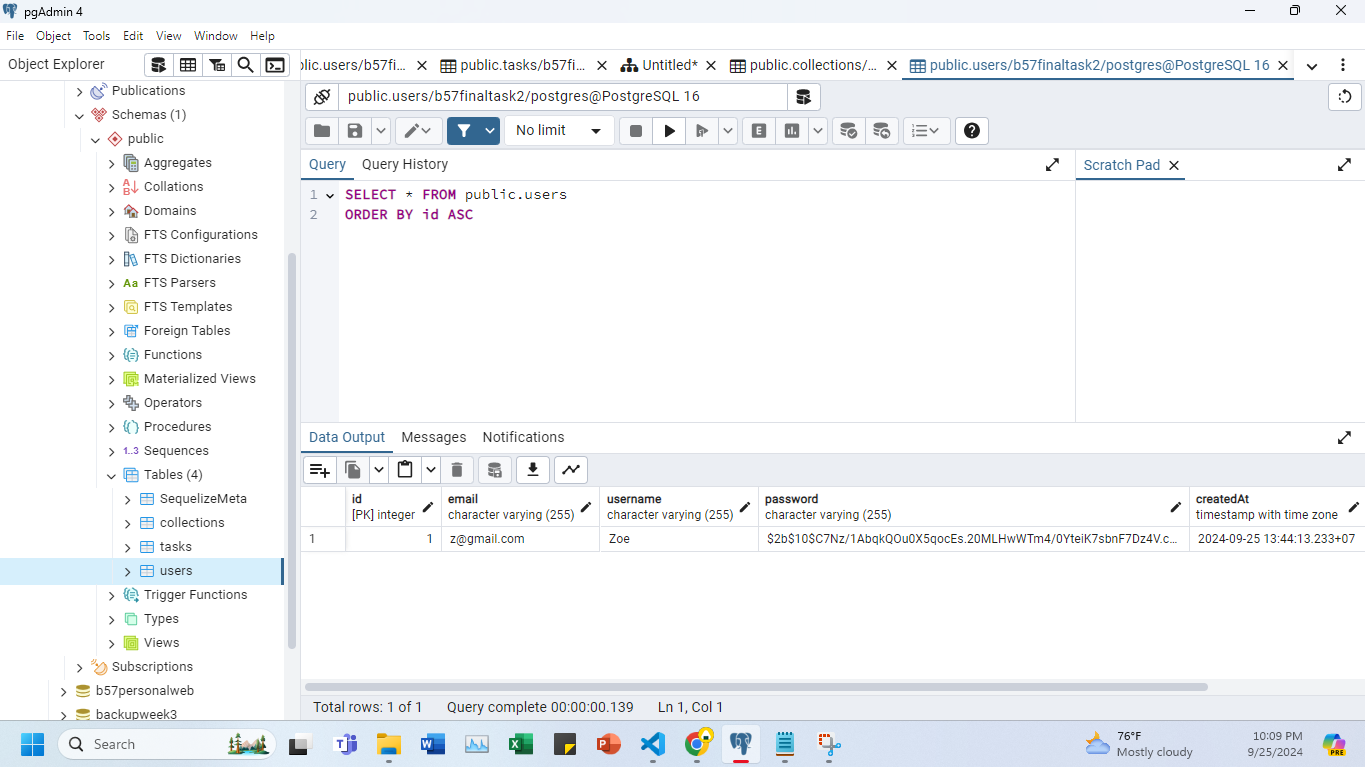 pgAdmin 4
File Object Tools Edit View Window Help
Object Explorer
lic.users/b57fi...
public.tasks/b57fi...
Untitled*
public.collections/...
public.users/b57finaltask2/postgres@PostgreSQL 16
public.users/b57finaltask2/postgres@PostgreSQL 16
No limit
E
Query
Query History
Scratch Pad
1 SELECT * FROM public.users
2 ORDER BY id ASC
Publications
Schemas (1)
public
Aggregates
Collations
Domains
FTS Configurations
FTS Dictionaries
Aa FTS Parsers
FTS Templates
Foreign Tables
Functions
Materialized Views
Operators
Procedures
1..3 Sequences
Tables (4)
SequelizeMeta
collections
tasks
users
Trigger Functions
Types
Views
Subscriptions
b57personalweb
backupweek3
Data Output Messages Notifications
id email username password createdAt
[PK] integer character varying (255) character varying (255) character varying (255) timestamp with time zone
1 1 z@gmail.com Zoe $2b$10$C7Nz/1AbqkQOu0X5qocEs.20MLHwWTm4/0YteiK7sbnF7Dz4V.c... 2024-09-25 13:44:13.233+07
Total rows: 1 of 1 Query complete 00:00:00.139 Ln 1, Col 1
Search
76°F
Mostly cloudy
10:09 PM
9/25/2024
PRE